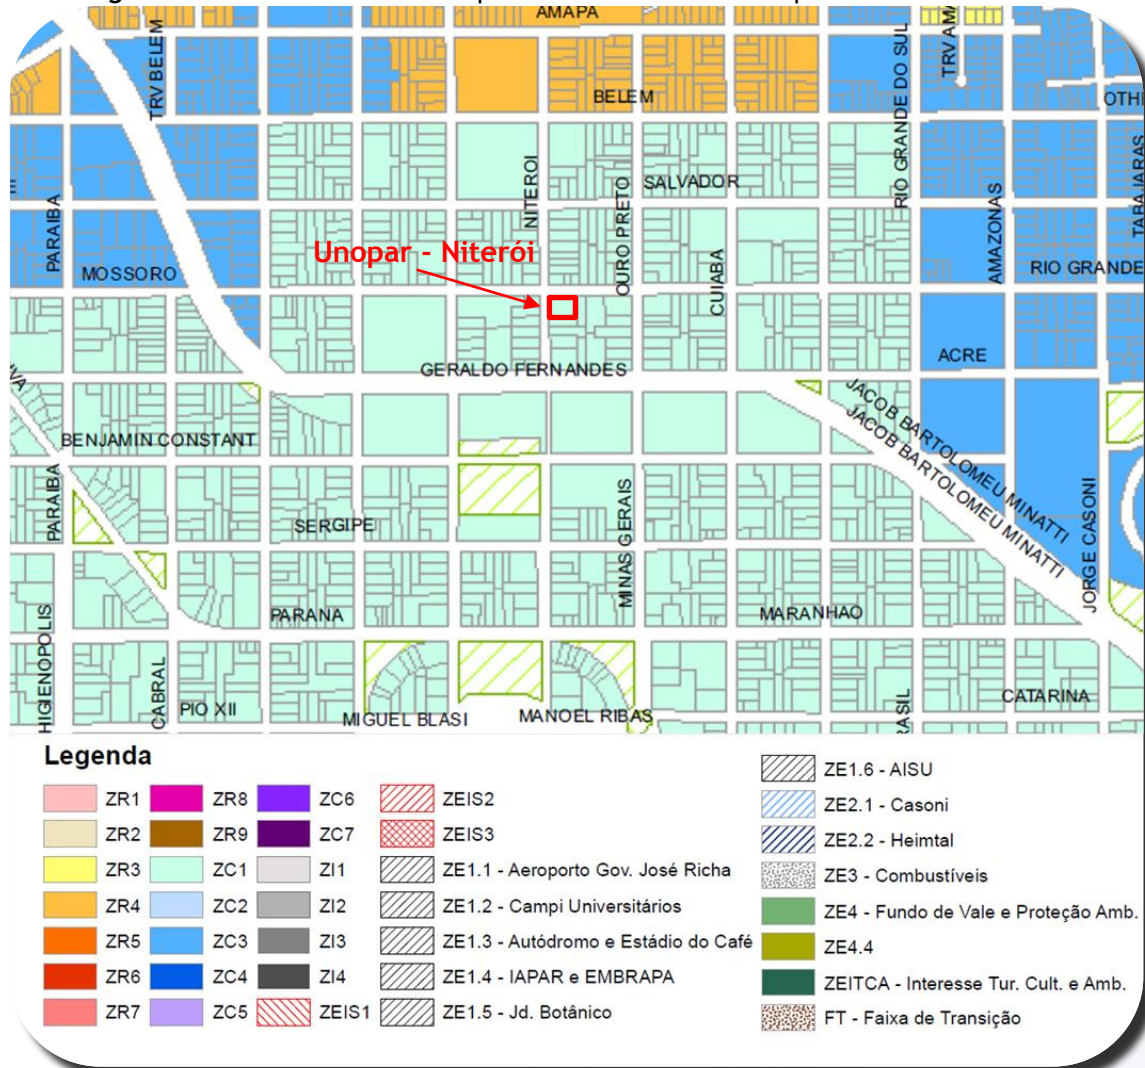 AMAPA
TRV BELEM
RIO GRANDE DO SUL
BELEM
PARAIBA
NITEROI
OURO PRETO
SALVADOR
CUIABA
AMAZONAS
TABAJARAS
MOSSORO
Unopar - Niterói
RIO GRANDE
GERALDO FERNANDES
ACRE
JACOB BARTOLOMEU MINATTI
JACOB BARTOLOMEU MINATTI
BENJAMIN CONSTANT
PARAIBA
SERGIPE
MINAS GERAIS
JORGE CASONI
PARANA
MARANHAO
HIGIENOPOLIS
CABRAL
PIO XII
MIGUEL BLASI
MANOEL RIBAS
CATARINA
Legenda
ZR1
ZR2
ZR3
ZR4
ZR5
ZR6
ZR7
ZR8
ZR9
ZC1
ZC2
ZC3
ZC4
ZC5
ZC6
ZC7
ZI1
ZI2
ZI3
ZI4
ZEIS1
ZEIS2
ZEIS3
ZE1.1 - Aeroporto Gov. José Richa
ZE1.2 - Campi Universitários
ZE1.3 - Autódromo e Estádio do Café
ZE1.4 - IAPAR e EMBRAPA
ZE1.5 - Jd. Botânico
ZE1.6 - AISU
ZE2.1 - Casoni
ZE2.2 - Heimtal
ZE3 - Combustíveis
ZE4 - Fundo de Vale e Proteção Amb.
ZE4.4
ZEITCA - Interesse Tur. Cult. e Amb.
FT - Faixa de Transição